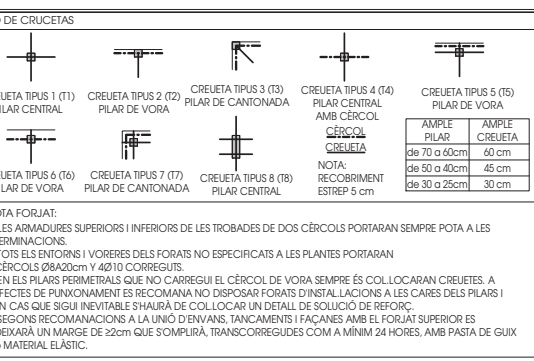 DE CRUCETAS
CREUETA TIPUS 3 (T3)
PILAR DE CANTONADA
CREUETA TIPUS 1 (T1)
PILAR CENTRAL
CREUETA TIPUS 2 (T2)
PILAR DE VORA
CREUETA TIPUS 4 (T4)
PILAR CENTRAL
AMB CÈRCOL
CREUETA TIPUS 5 (T5)
PILAR DE VORA
CÈRCOL
CREUETA
NOTA:
RECOBRIMENT
ESTREP 5 cm
AMPLE PILAR AMPLE CREUETA
de 70 a 60cm 60 cm
de 50 a 40cm 45 cm
de 30 a 25cm 30 cm
CREUETA TIPUS 6 (T6)
PILAR DE VORA
CREUETA TIPUS 7 (T7)
PILAR DE CANTONADA
CREUETA TIPUS 8 (T8)
PILAR CENTRAL
NOTA FORJAT:
LES ARMADURES SUPERIORS I INFERIORS DE LES TROBADES DE DOS CÈRCOLS PORTARAN SEMPRE POTA A LES
TERMINACIONS.
TOTS ELS ENTORNS I VORERES DELS FORATS NO ESPECIFICATS A LES PLANTES PORTARAN
CÈRCOLS Ø8A20cm Y 4Ø10 CORREGUTS.
EN ELS PILARS PERIMETRALS QUE NO CARREGUI EL CÈRCOL DE VORA SEMPRE ÉS COL.LOCARAN CREUETES. A
EFECTES DE PUNXONAMENT ES RECOMANA NO DISPOSAR FORATS D'INSTAL.LACIONS A LES CARES DELS PILARS I
EN CAS QUE SIGUI INEVITABLE S'HAURÀ DE COL.LOCAR UN DETALL DE SOLUCIÓ DE REFORÇ.
SEGONS RECOMANACIONS A LA UNIÓ D'ENVANS, TANCAMENTS I FAÇANES AMB EL FORJAT SUPERIOR ES
DEIXARÀ UN MARGE DE ≥2cm QUE S'OMPLIRÀ, TRANSCORREGUDES COM A MÍNIM 24 HORES, AMB PASTA DE GUIX
MATERIAL ELÀSTIC.